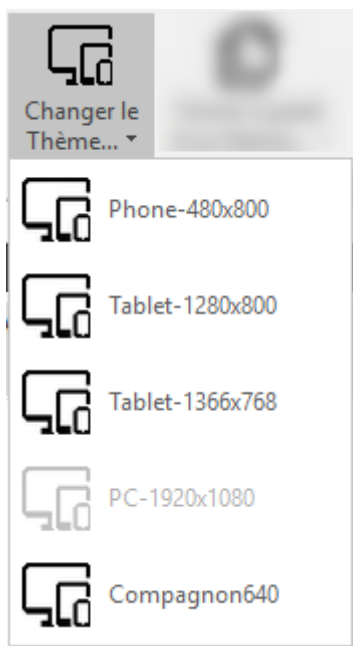 Changer le
Thème...
Phone-480x800
Tablet-1280x800
Tablet-1366x768
PC-1920x1080
Compagnon640